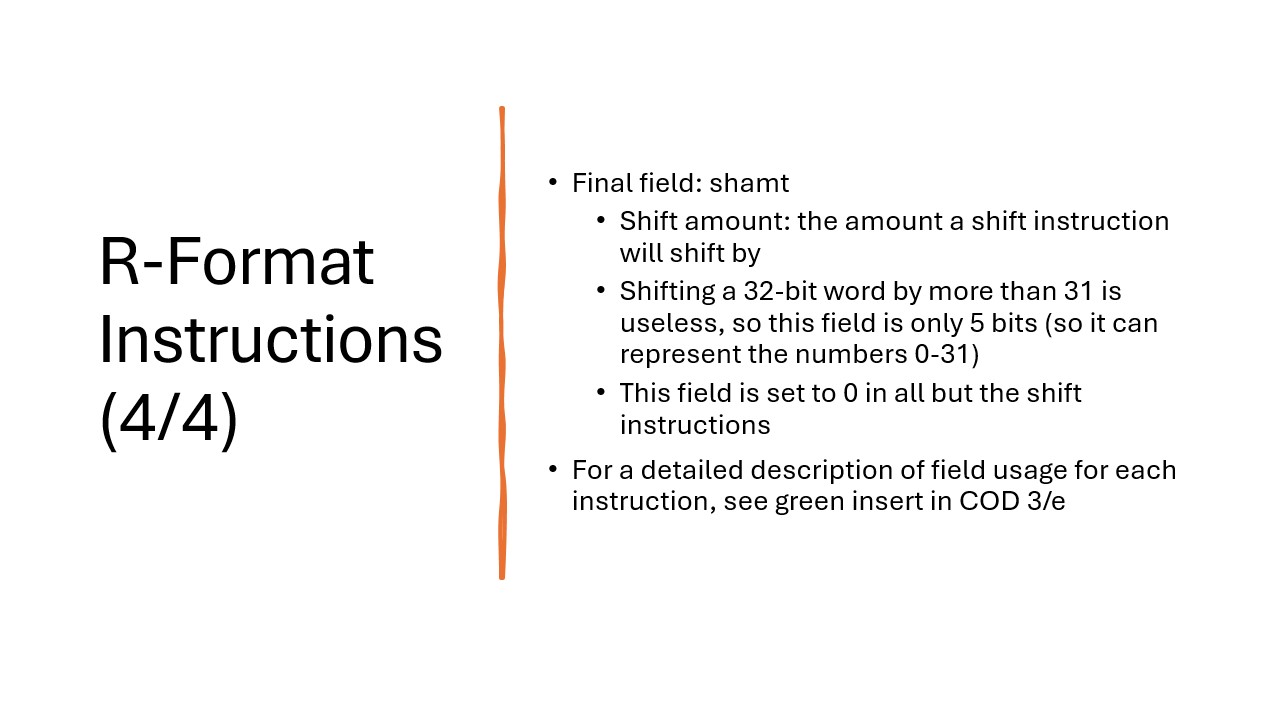 R-Format
Instructions
(4/4)
• Final field: shamt
• Shift amount: the amount a shift instruction
will shift by
• Shifting a 32-bit word by more than 31 is
useless, so this field is only 5 bits (so it can
represent the numbers 0-31)
• This field is set to 0 in all but the shift
instructions
• For a detailed description of field usage for each
instruction, see green insert in COD 3/e